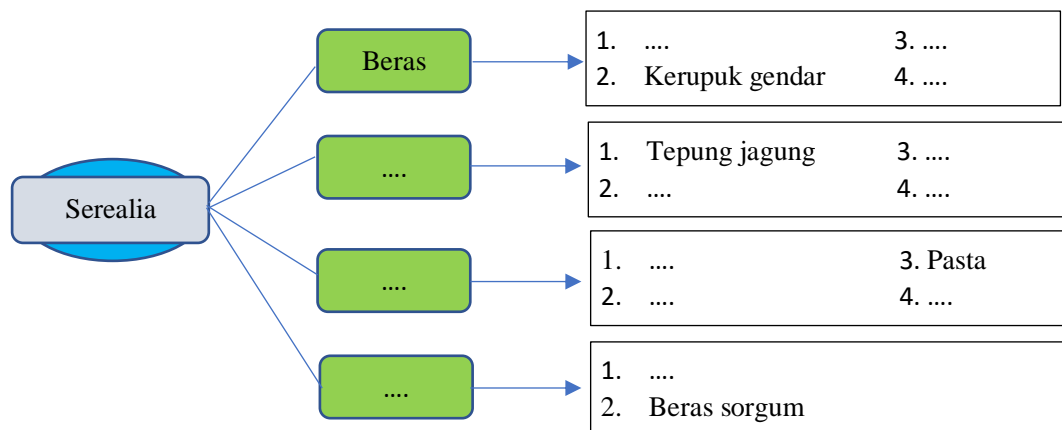 Serealia
Beras
1. .... 3. ....
2. Kerupuk gendar 4. ....
....
1. Tepung jagung 3. ....
2. .... 4. ....
....
1. .... 3. Pasta
2. .... 4. ....
....
1. ....
2. Beras sorgum